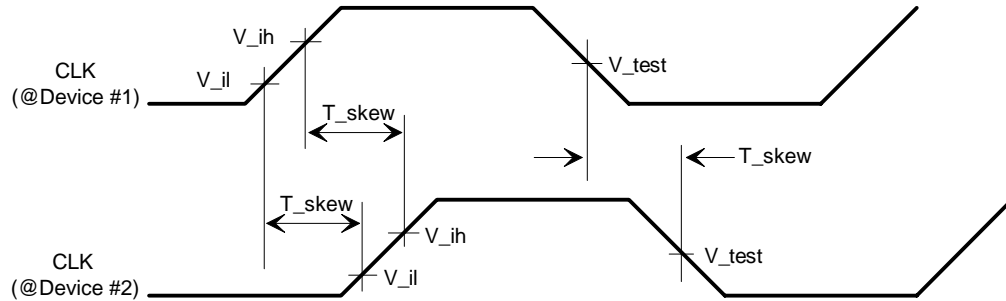 V_ih
V_il
CLK
(@Device #1)
V_test
T_skew
T_skew
T_skew
V_ih
V_il
CLK
(@Device #2)
V_test